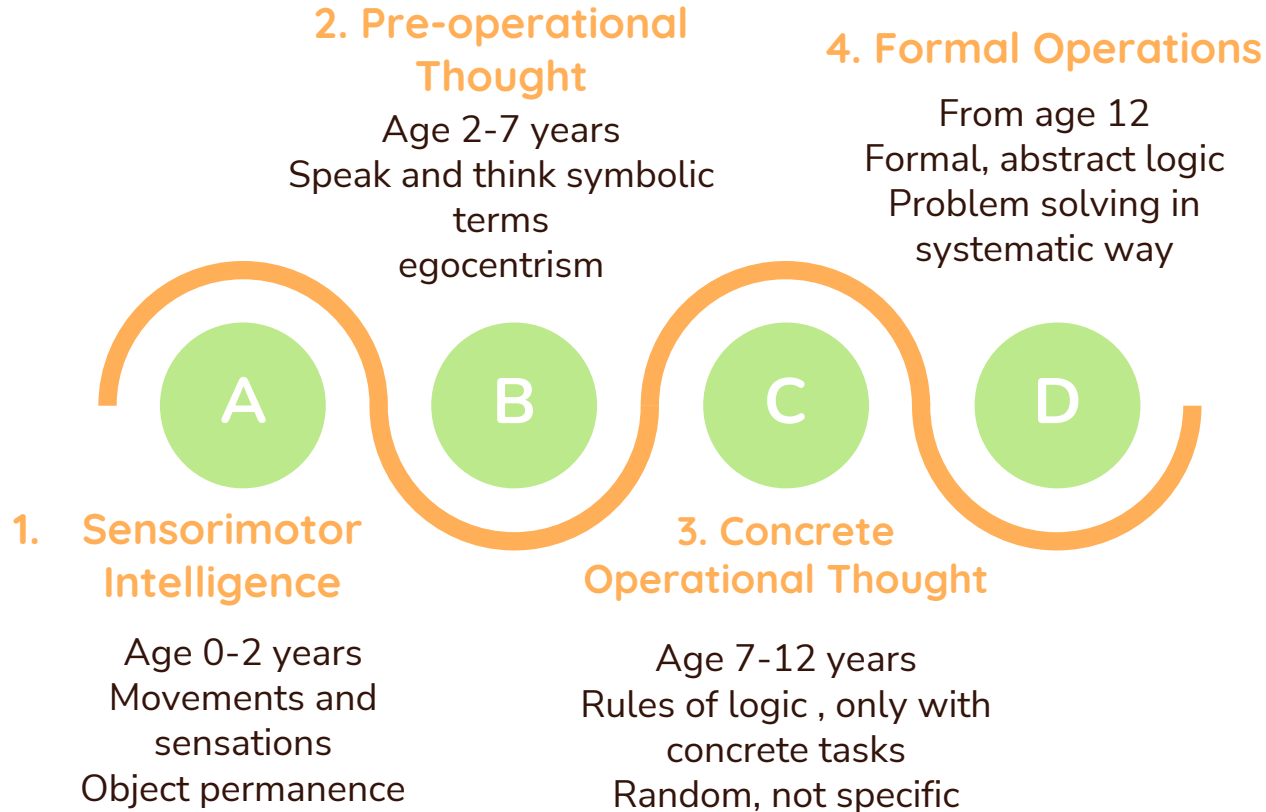 1. Sensorimotor
Intelligence
Age 0-2 years
Movements and
sensations
Object permanence
A
2. Pre-operational
Thought
Age 2-7 years
Speak and think symbolic
terms
egocentrism
B
3. Concrete
Operational Thought
Age 7-12 years
Rules of logic , only with
concrete tasks
Random, not specific
C
4. Formal Operations
From age 12
Formal, abstract logic
Problem solving in
systematic way
D